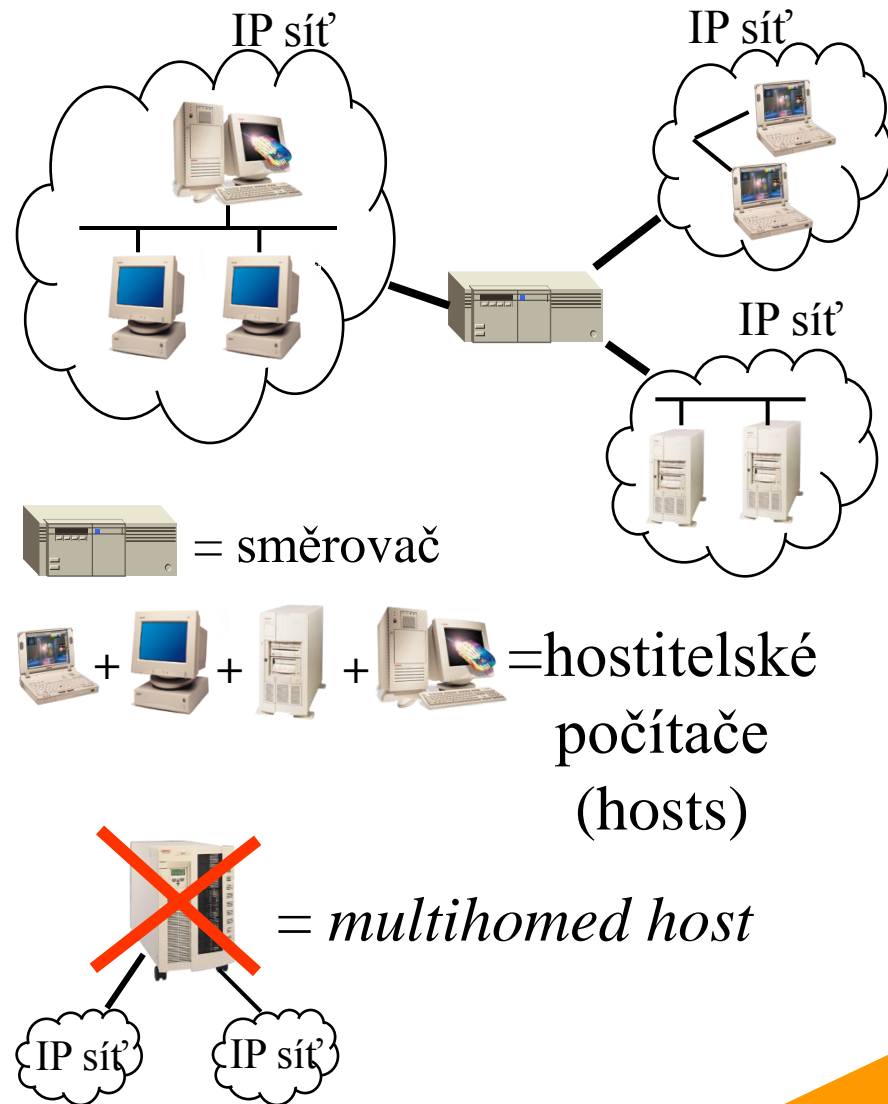 IP síť
IP síť
IP síť
= směrovač
+ + + =hostitelské
počítače
(hosts)
= multihomed host
IP síť
IP síť